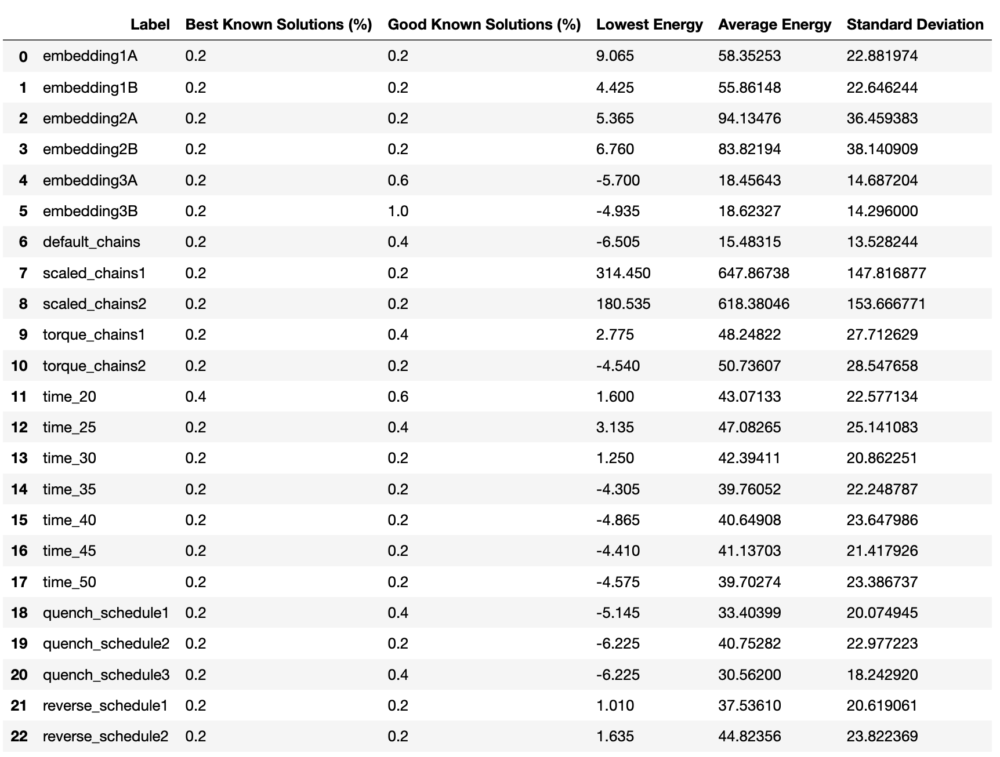 Label Best Known Solutions (%) Good Known Solutions (%) Lowest Energy Average Energy Standard Deviation
0 embedding1A 0.2 0.2 9.065 58.35253 22.881974
1 embedding1B 0.2 0.2 4.425 55.86148 22.646244
2 embedding2A 0.2 0.2 5.365 94.13476 36.459383
3 embedding2B 0.2 0.2 6.760 83.82194 38.140909
4 embedding3A 0.2 0.6 -5.700 18.45643 14.687204
5 embedding3B 0.2 1.0 -4.935 18.62327 14.296000
6 default_chains 0.2 0.4 -6.505 15.48315 13.528244
7 scaled_chains1 0.2 0.2 314.450 647.86738 147.816877
8 scaled_chains2 0.2 0.2 180.535 618.38046 153.666771
9 torque_chains1 0.2 0.4 2.775 48.24822 27.712629
10 torque_chains2 0.2 0.2 -4.540 50.73607 28.547658
11 time_20 0.4 0.6 1.600 43.07133 22.577134
12 time_25 0.2 0.4 3.135 47.08265 25.141083
13 time_30 0.2 0.2 1.250 42.39411 20.862251
14 time_35 0.2 0.2 -4.305 39.76052 22.248787
15 time_40 0.2 0.2 -4.865 40.64908 23.647986
16 time_45 0.2 0.2 -4.410 41.13703 21.417926
17 time_50 0.2 0.2 -4.575 39.70274 23.386737
18 quench_schedule1 0.2 0.4 -5.145 33.40399 20.074945
19 quench_schedule2 0.2 0.2 -6.225 40.75282 22.977223
20 quench_schedule3 0.2 0.4 -6.225 30.56200 18.242920
21 reverse_schedule1 0.2 0.2 1.010 37.53610 20.619061
22 reverse_schedule2 0.2 0.2 1.635 44.82356 23.822369